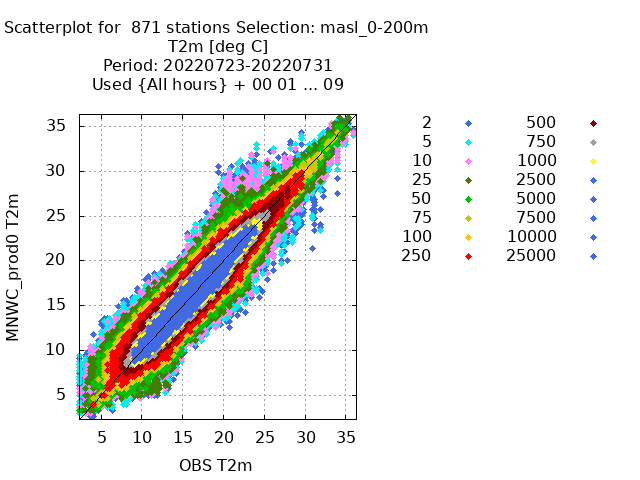 Scatterplot for  871 stations Selection: masl_0-200m
T2m [deg C]
Period: 20220723-20220731
Used {All hours} + 00 01 ... 09
MNWC_prod0 T2m
35
30
25
20
15
10
5
5 10 15 20 25 30 35
OBS T2m
2 500
5 750
10 1000
25 2500
50 5000
75 7500
100 10000
250 25000